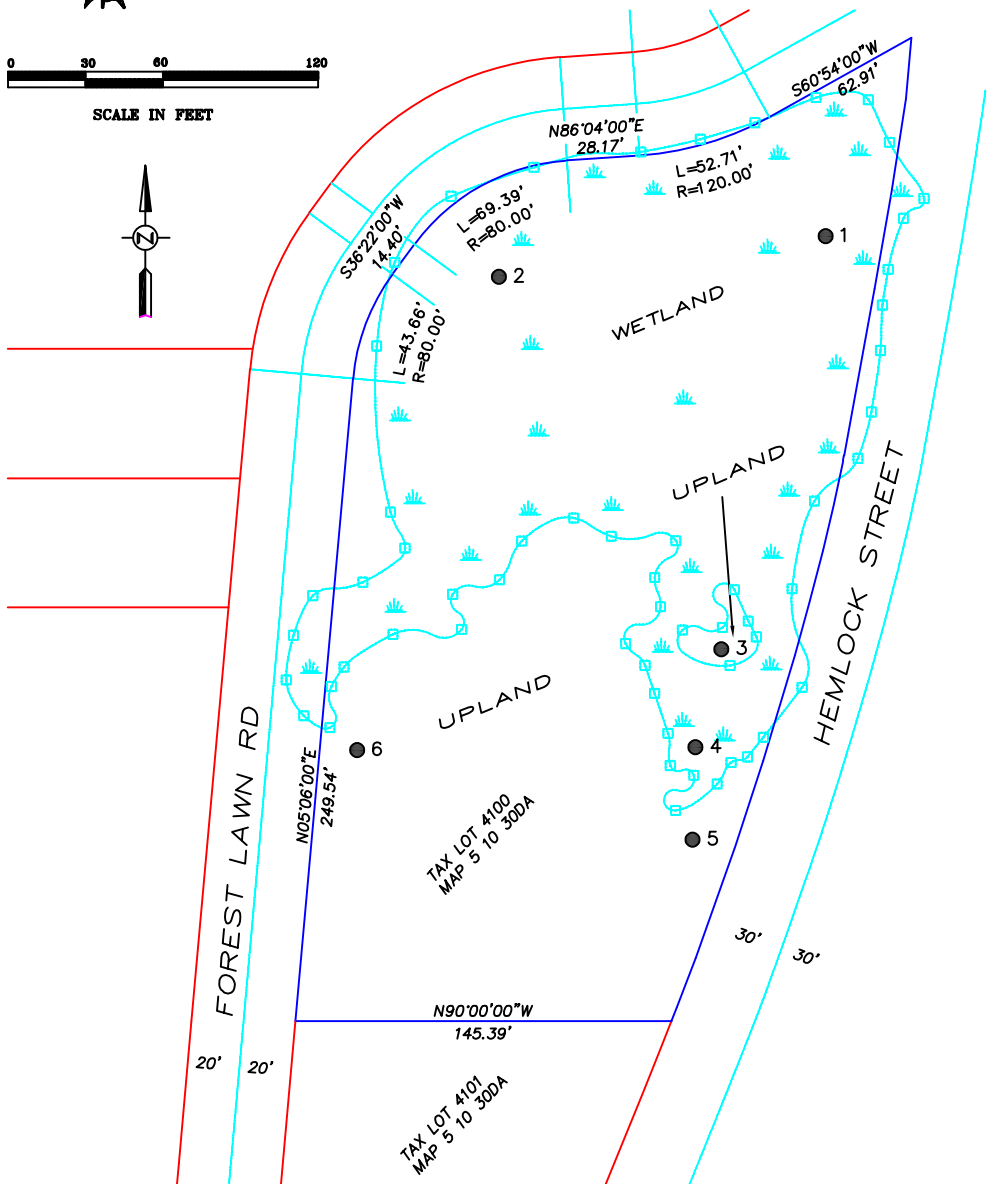 0 30 60 120
SCALE IN FEET
N
S60°54'00"W
62.91'
N86°04'00"E
28.17'
L=52.71'
R=120.00'
L=69.39'
R=80.00'
S36°22'00"W
14.40'
1
2
WETLAND
L=43.66'
R=80.00'
UPLAND
HEMLOCK STREET
3
UPLAND
4
6
5
N05°06'00"E
249.54'
TAX LOT 4100
MAP 5 10 30DA
FOREST LAWN RD
30' 30'
N90°00'00"W
145.39'
20' 20'
TAX LOT 4101
MAP 5 10 30DA